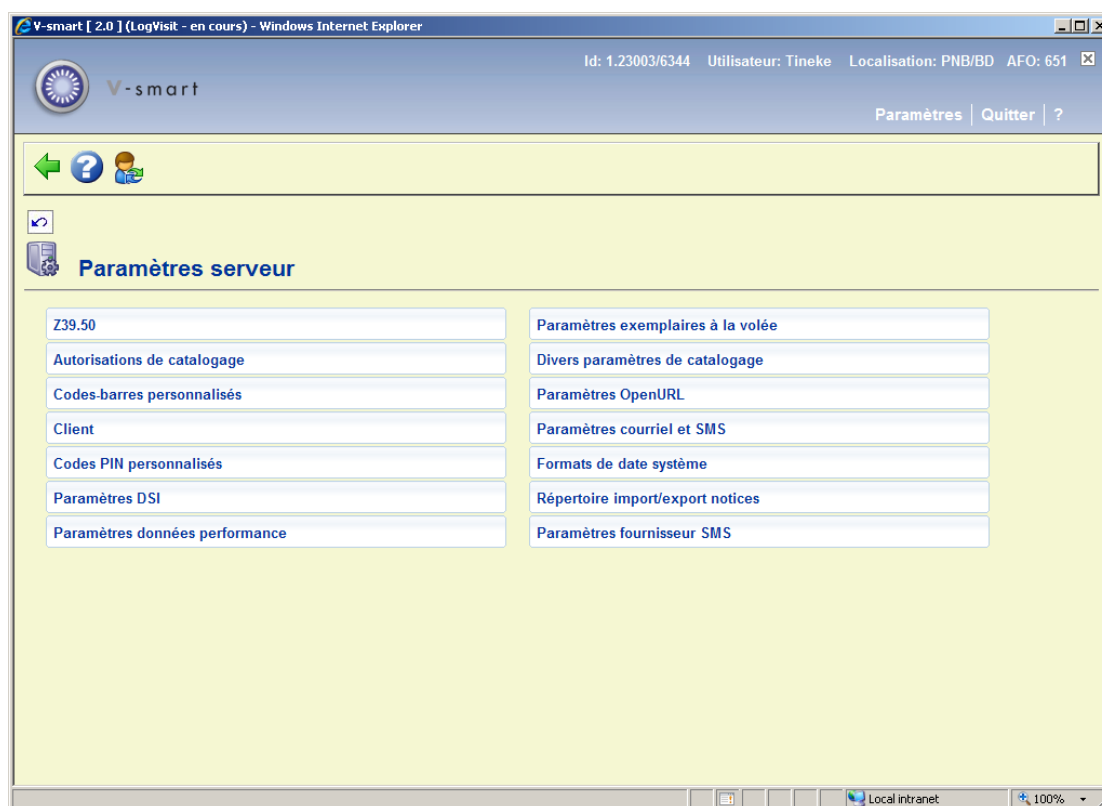 V-smart [ 2.0 ] (LogVisit - en cours) - Windows Internet Explorer
Id: 1.23003/6344 Utilisateur: Tineke Localisation: PNB/BD AFO: 651
V-smart
Paramètres | Quitter | ?
Paramètres serveur
Z39.50
Paramètres exemplaires à la volée
Autorisations de catalogage
Divers paramètres de catalogage
Codes-barres personnalisés
Paramètres OpenURL
Client
Paramètres courriel et SMS
Codes PIN personnalisés
Formats de date système
Paramètres DSI
Répertoire import/export notices
Paramètres données performance
Paramètres fournisseur SMS
Local intranet
100%